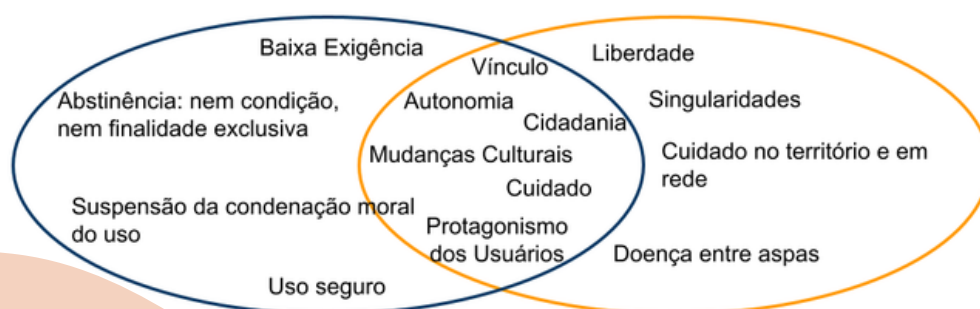 Baixa Exigência
Abstinência: nem condição,
nem finalidade exclusiva
Suspensão da condenação moral
do uso
Uso seguro
Vínculo
Autonomia
Cidadania
Mudanças Culturais
Cuidado
Protagonismo
dos Usuários
Liberdade
Singularidades
Cuidado no território e em
rede
Doença entre aspas